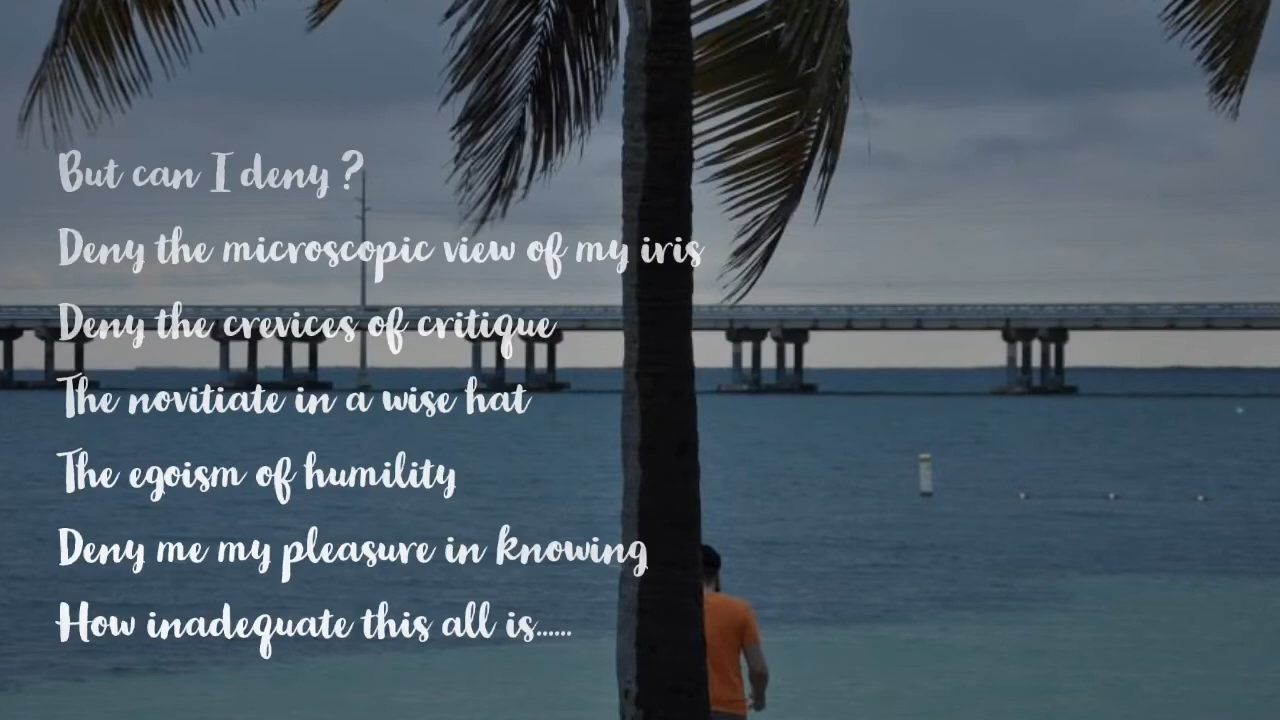 But can I deny ?
Deny the microscopic view of my iris
Deny the crevices of critique
The novitiate in a wise hat
The egoism of humility
Deny me my pleasure in knowing
How inadequate this all is......